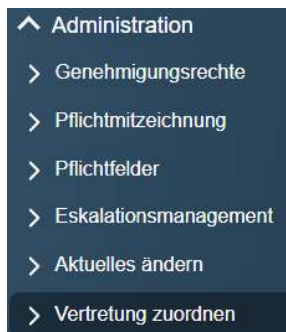 Administration
Genehmigungsrechte
Pflichtmitzeichnung
Pflichtfelder
Eskalationsmanagement
Aktuelles ändern
Vertretung zuordnen